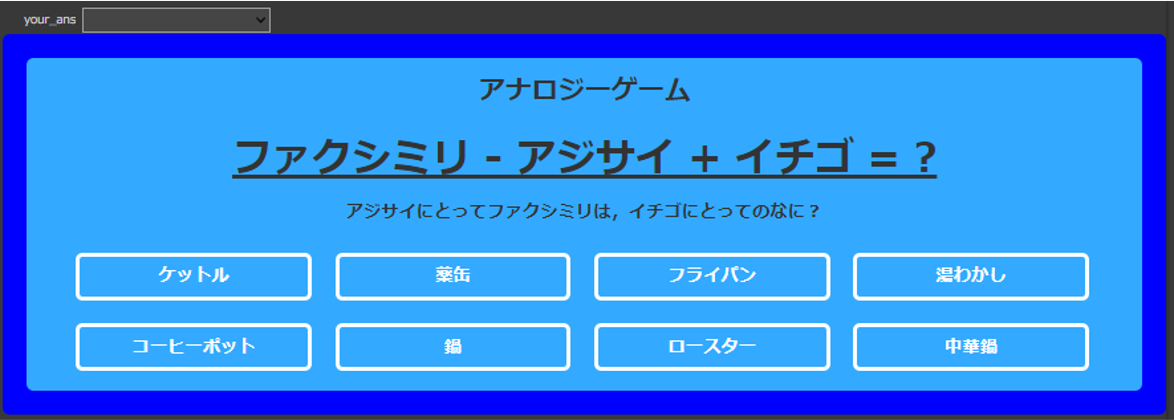 your_ans
アナロジーゲーム
ファクシミリ - アジサイ + イチゴ = ?
アジサイにとってファクシミリは，イチゴにとってのなに？
ケットル 薬缶 フライパン 湯わかし
コーヒーポット 鍋 ロースター 中華鍋